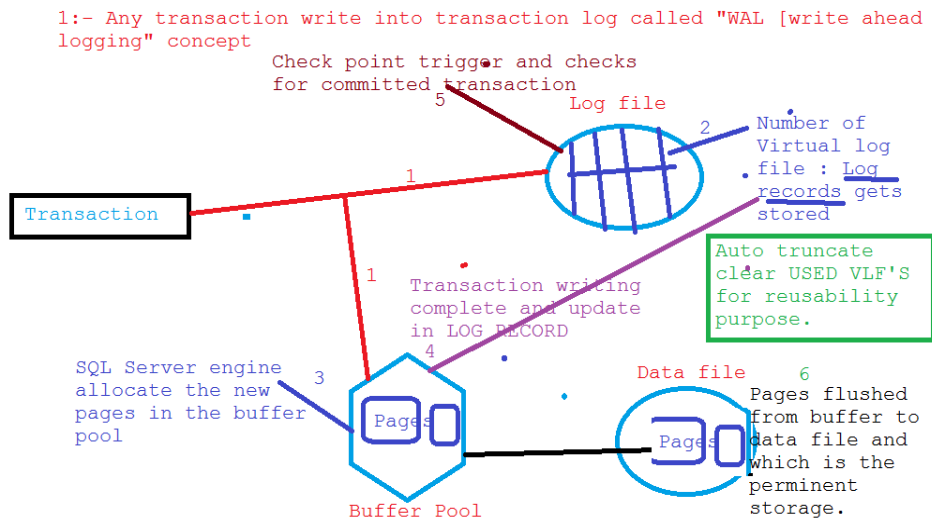 1:- Any transaction write into transaction log called "WAL [write ahead
logging" concept
Check point trigger and checks
for committed transaction
5
Log file
2
Number of
Virtual log
file : Log
records gets
stored
1
Transaction
Auto truncate
clear USED VLF'S
for reusability
purpose.
1
Transaction writing
complete and update
in LOG RECORD
4
SQL Server engine
allocate the new
pages in the buffer
pool
3
Pages
Buffer Pool
Data file
6
Pages
Pages flushed
from buffer to
data file and
which is the
perminent
storage.